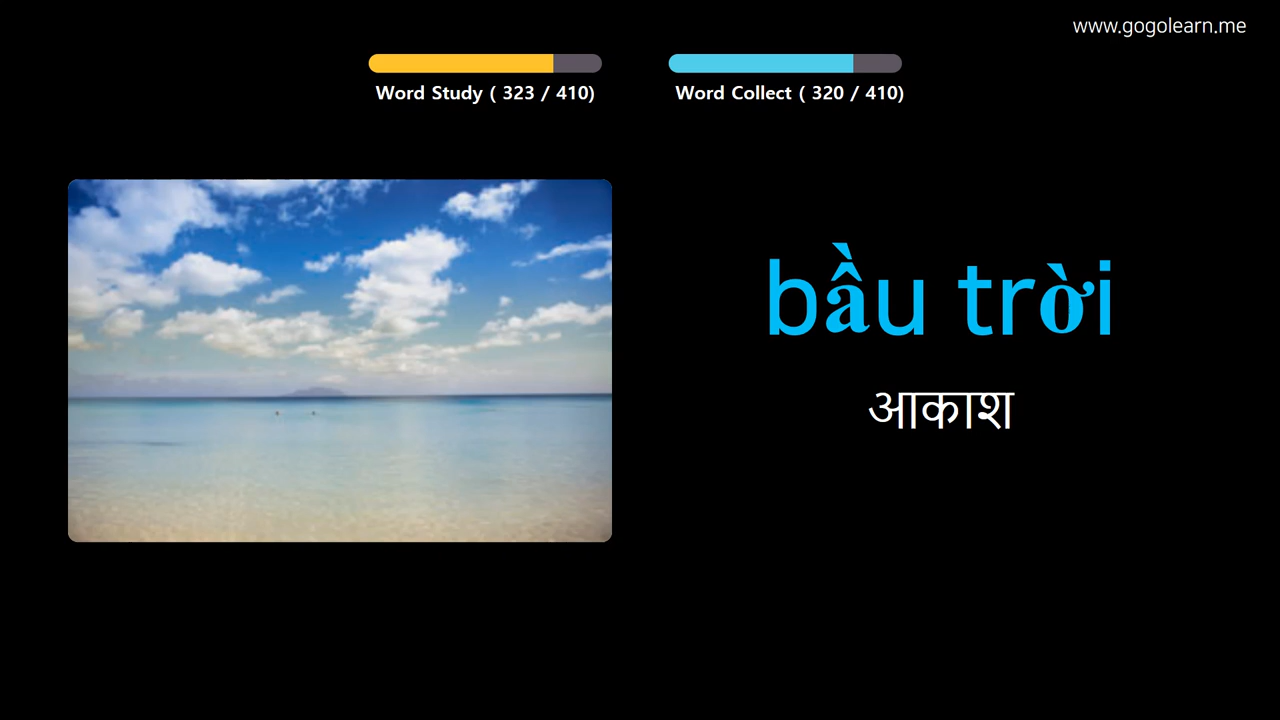 www.gogolearn.me
Word Study ( 323 / 410)
Word Collect ( 320 / 410)
bầu trời
आकाश